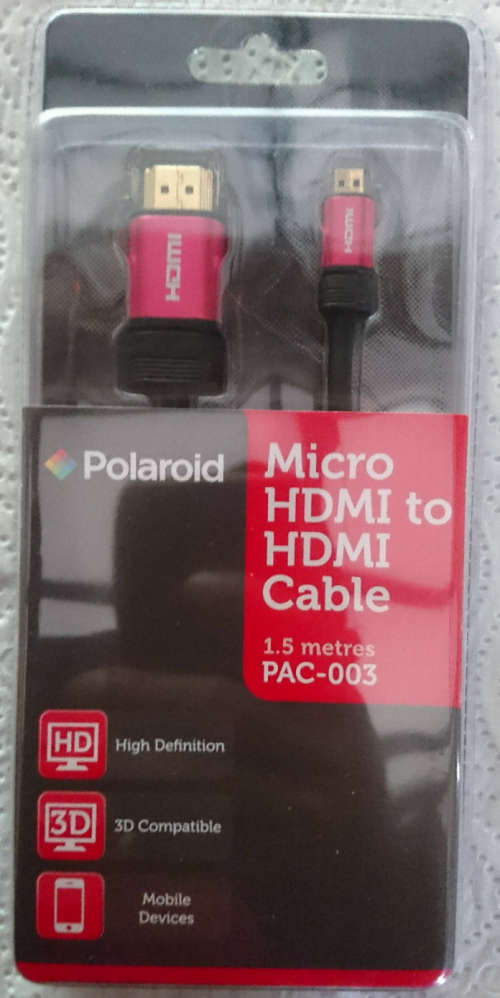 HDMI
HDMI
Polaroid
Micro
HDMI to
HDMI
Cable
1.5 metres
PAC-003
HD
High Definition
3D
3D Compatible
Mobile
Devices